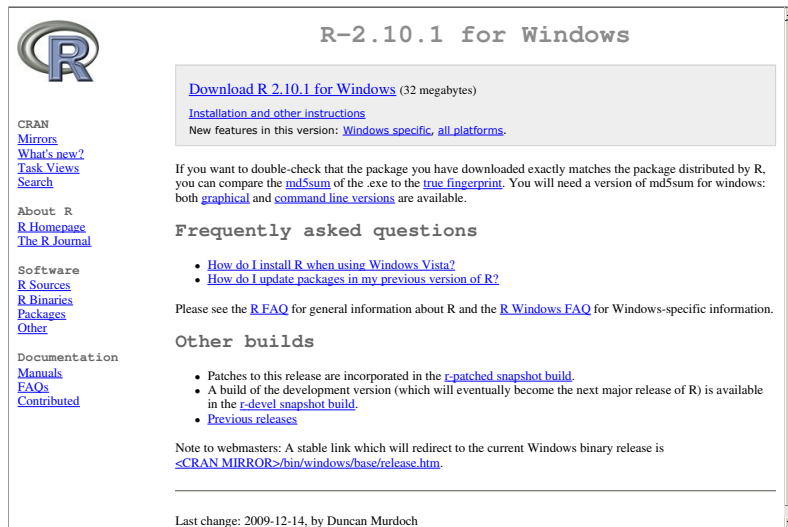 R
CRAN
Mirrors
What's new?
Task Views
Search
About R
R Homepage
The R Journal
Software
R Sources
R Binaries
Packages
Other
Documentation
Manuals
FAQs
Contributed
R-2.10.1 for Windows
Download R 2.10.1 for Windows (32 megabytes)
Installation and other instructions
New features in this version: Windows specific, all platforms.
If you want to double-check that the package you have downloaded exactly matches the package distributed by R,
you can compare the md5sum of the .exe to the true fingerprint. You will need a version of md5sum for windows:
both graphical and command line versions are available.
Frequently asked questions
• How do I install R when using Windows Vista?
• How do I update packages in my previous version of R?
Please see the R FAQ for general information about R and the R Windows FAQ for Windows-specific information.
Other builds
• Patches to this release are incorporated in the r-patched snapshot build.
• A build of the development version (which will eventually become the next major release of R) is available
in the r-devel snapshot build.
• Previous releases
Note to webmasters: A stable link which will redirect to the current Windows binary release is
<CRAN MIRROR>/bin/windows/base/release.htm.
Last change: 2009-12-14, by Duncan Murdoch